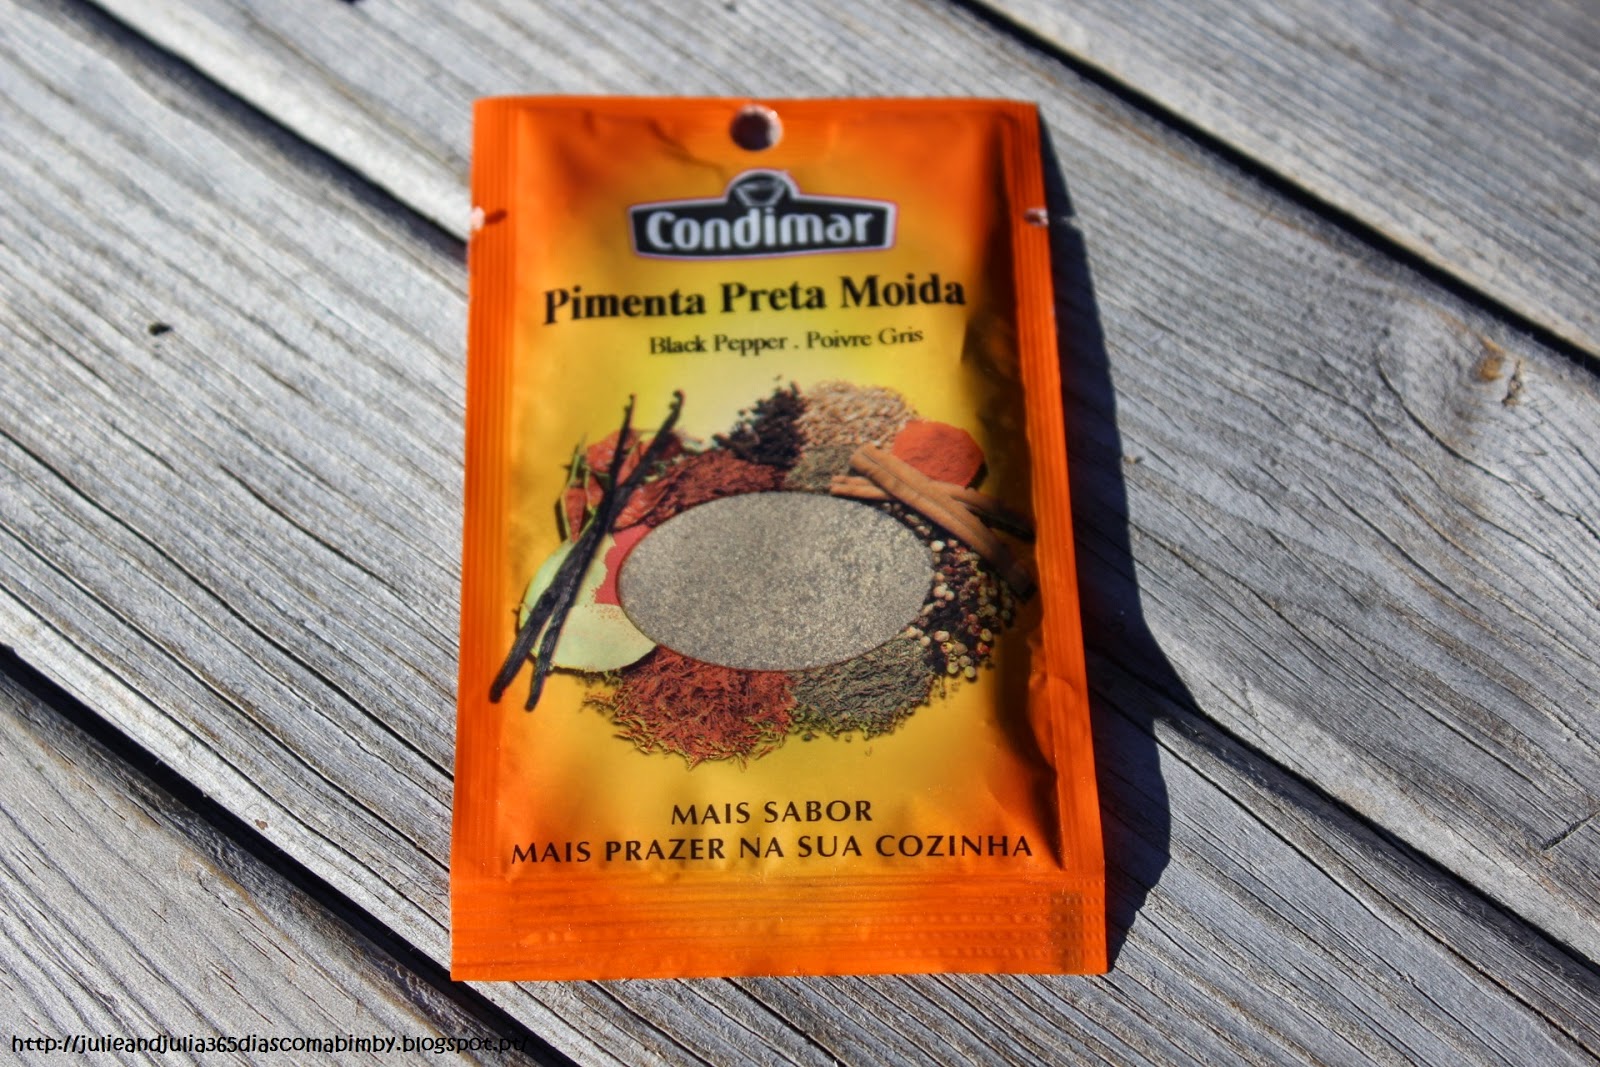 Condimar
Pimenta Preta Moida
Black Pepper . Poivre Gris
MAIS SABOR
MAIS PRAZER NA SUA COZINHA
http://julieandjulia365diascomabimby.blogspot.pt/